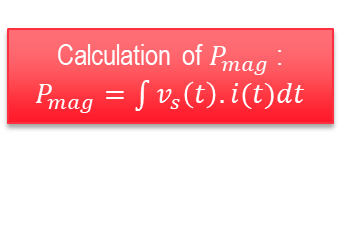 Calculation of P_mag :
P_mag = ∫ v_s(t). i(t)dt